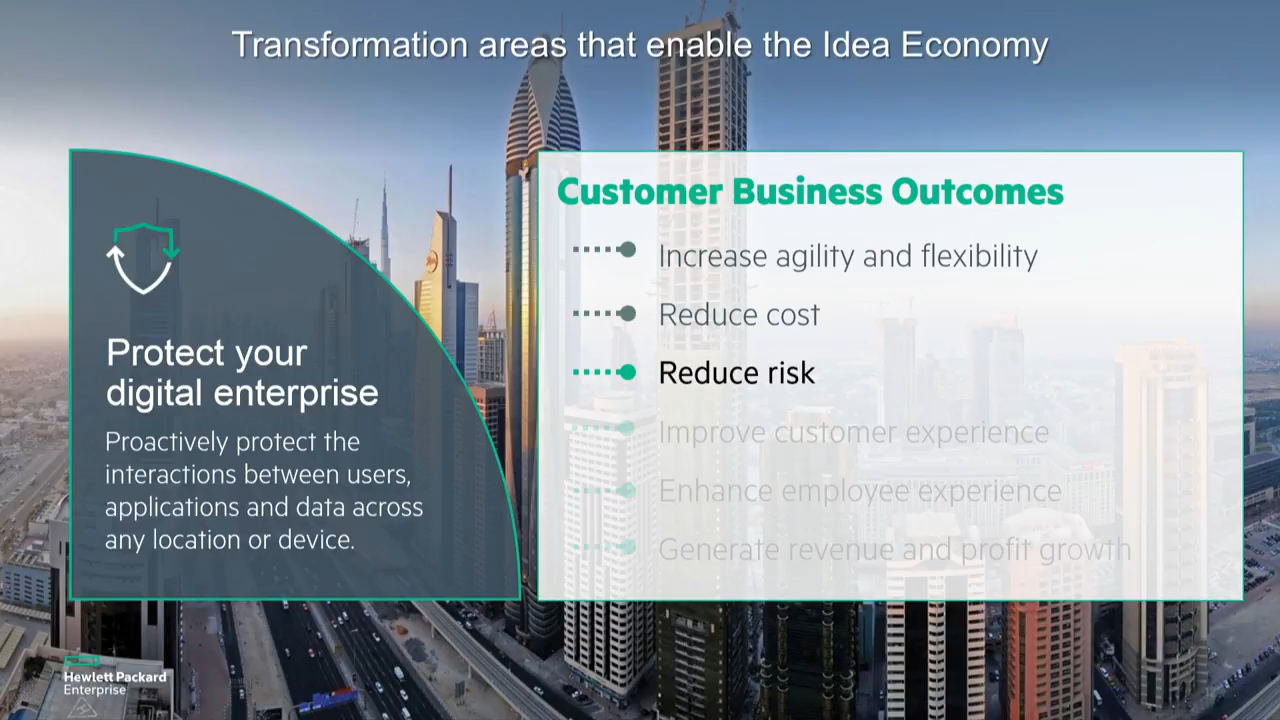 Transformation areas that enable the Idea Economy
Protect your
digital enterprise
Proactively protect the
interactions between users,
applications and data across
any location or device.
Customer Business Outcomes
Increase agility and flexibility
Reduce cost
Reduce risk
Improve customer experience
Enhance employee experience
Generate revenue and profit growth
Hewlett Packard
Enterprise